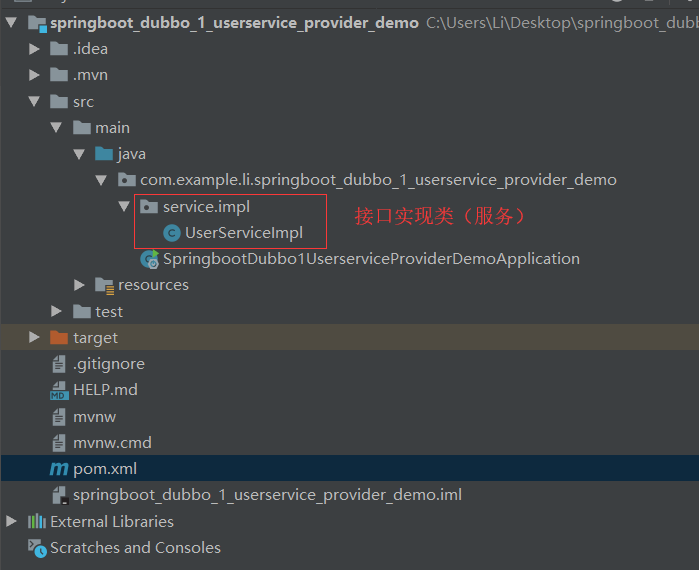 springboot_dubbo_1_userservice_provider_demo C:\Users\Li\Desktop\springboot_dubb
.idea
.mvn
src
main
java
com.example.li.springboot_dubbo_1_userservice_provider_demo
service.impl
接口实现类（服务）
C UserServiceImpl
C SpringbootDubbo1UserserviceProviderDemoApplication
resources
test
target
.gitignore
MD HELP.md
mvnw
mvnw.cmd
m pom.xml
springboot_dubbo_1_userservice_provider_demo.iml
External Libraries
Scratches and Consoles